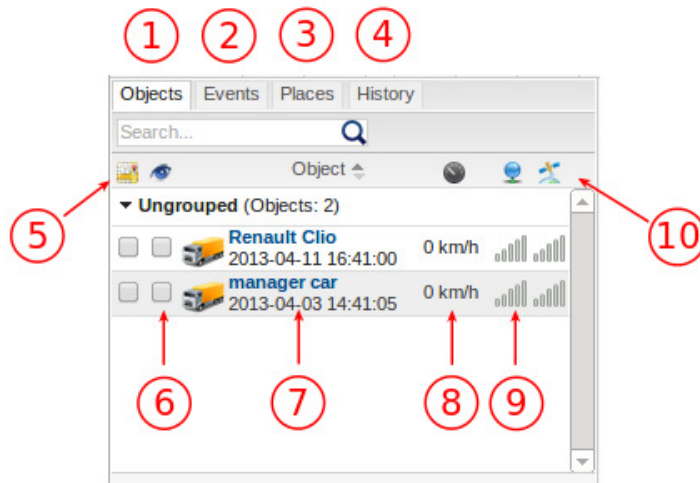 1 2 3 4
Objects Events Places History
Search...
Object
5
10
Ungrouped (Objects: 2)
Renault Clio
2013-04-11 16:41:00 0 km/h
manager car
2013-04-03 14:41:05 0 km/h
6 7 8 9